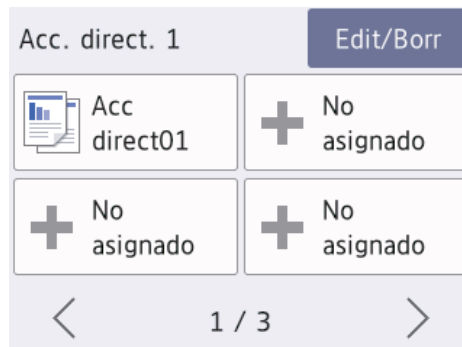 Acc. direct. 1
Edit/Borr
Acc
direct01
No
asignado
No
asignado
No
asignado
1 / 3